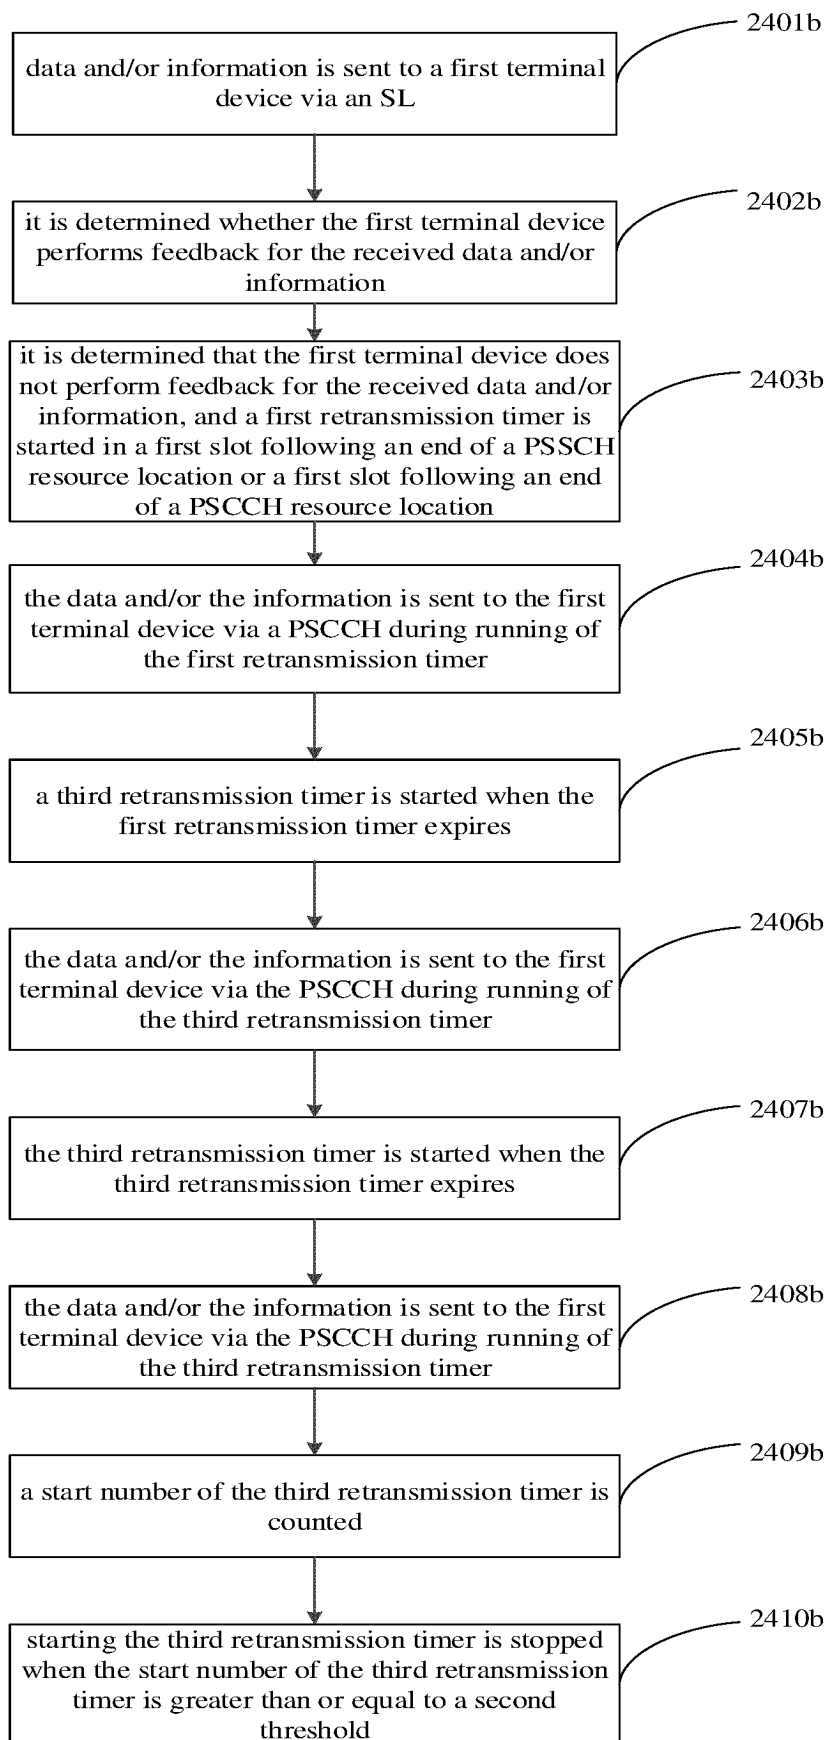 2401b
data and/or information is sent to a first terminal
device via an SL
2402b
it is determined whether the first terminal device
performs feedback for the received data and/or
information
2403b
it is determined that the first terminal device does
not perform feedback for the received data and/or
information, and a first retransmission timer is
started in a first slot following an end of a PSSCH
resource location or a first slot following an end
of a PSCCH resource location
2404b
the data and/or the information is sent to the first
terminal device via a PSCCH during running of
the first retransmission timer
2405b
a third retransmission timer is started when the
first retransmission timer expires
2406b
the data and/or the information is sent to the first
terminal device via the PSCCH during running of
the third retransmission timer
2407b
the third retransmission timer is started when the
third retransmission timer expires
2408b
the data and/or the information is sent to the first
terminal device via the PSCCH during running of
the third retransmission timer
2409b
a start number of the third retransmission timer is
counted
2410b
starting the third retransmission timer is stopped
when the start number of the third retransmission
timer is greater than or equal to a second
threshold